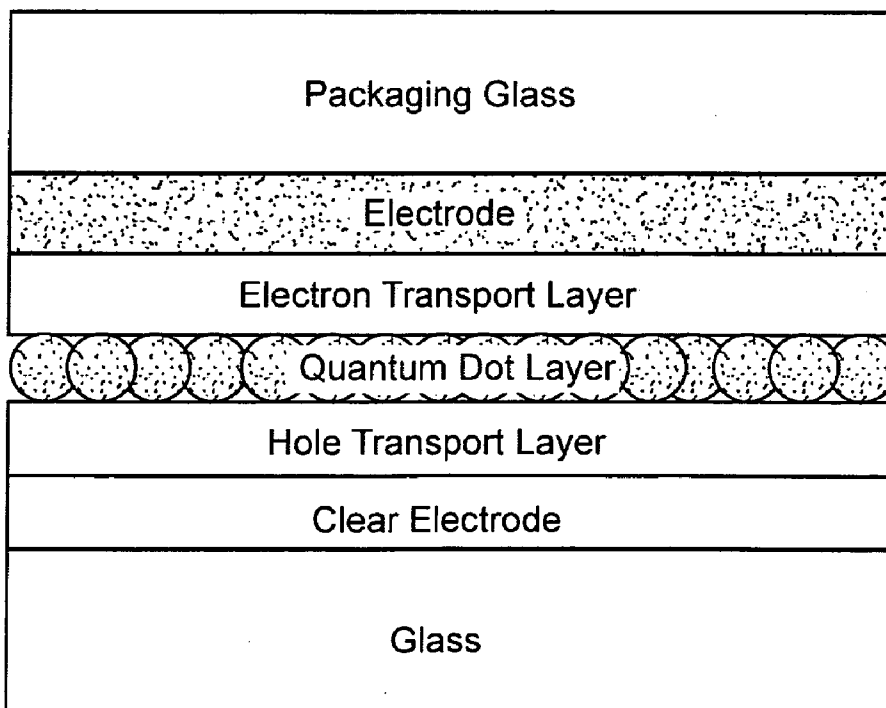 Packaging Glass
Electrode
Electron Transport Layer
Quantum Dot Layer
Hole Transport Layer
Clear Electrode
Glass